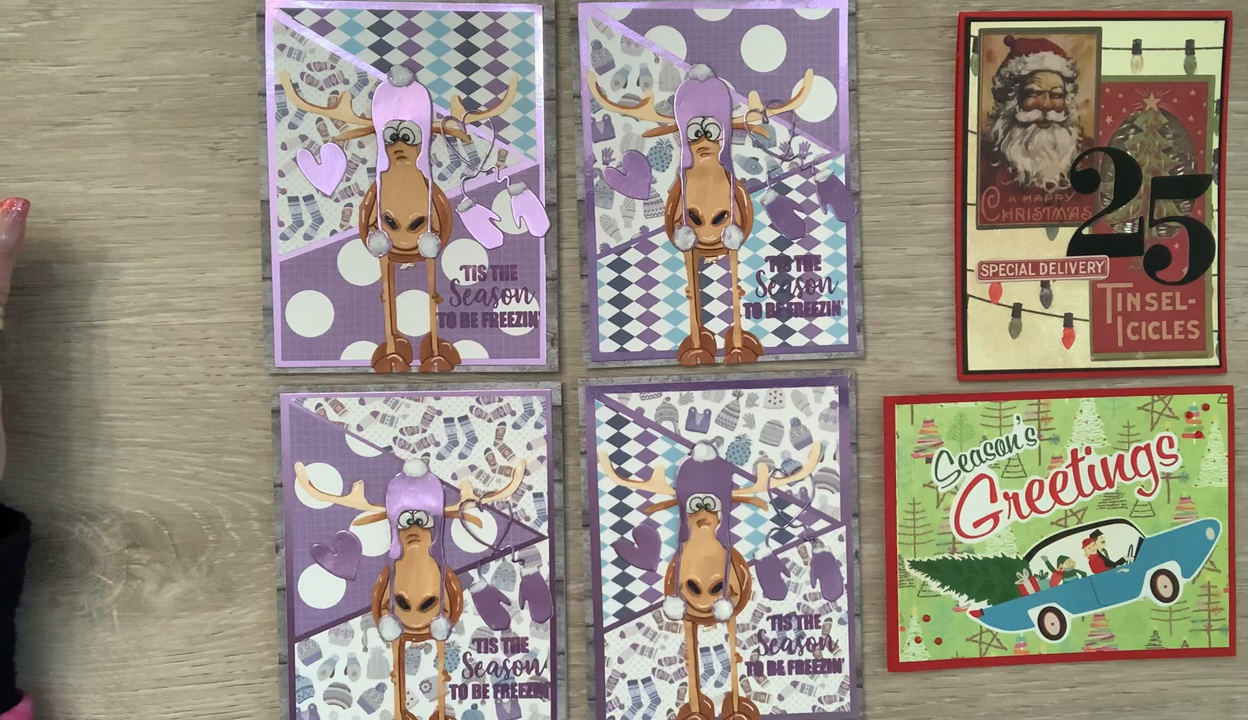 'TIS THE
Season
TO BE FREEZIN'
'TIS THE
Season
TO BE FREEZIN'
A HAPPY
CHRISTMAS
25
SPECIAL DELIVERY
TINSEL-
ICICLES
'TIS THE
Season
TO BE FREEZIN'
'TIS THE
Season
TO BE FREEZIN'
Season's
Greetings